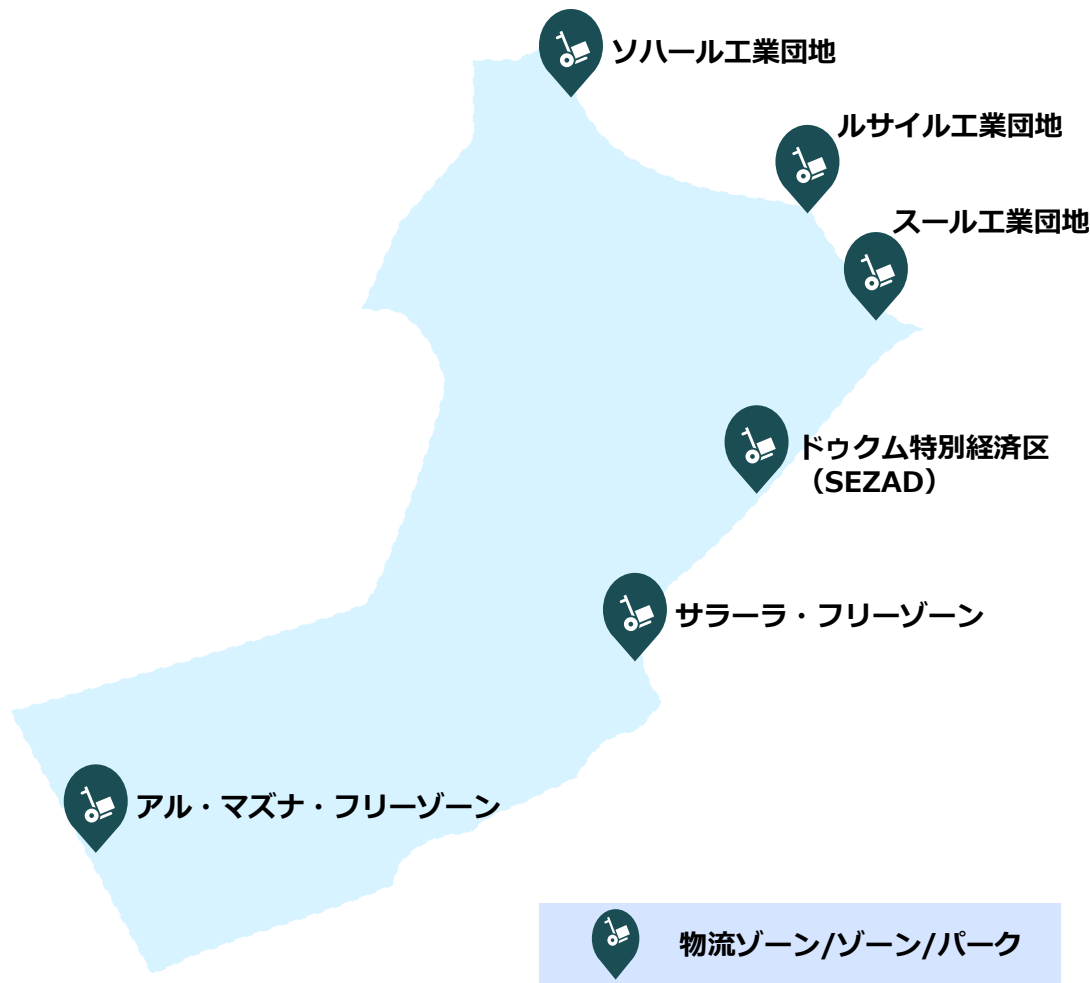 ソハール工業団地
ルサイル工業団地
スール工業団地
ドゥクム特別経済区
（SEZAD）
サラーラ・フリーゾーン
アル・マズナ・フリーゾーン
物流ゾーン/ゾーン/パーク